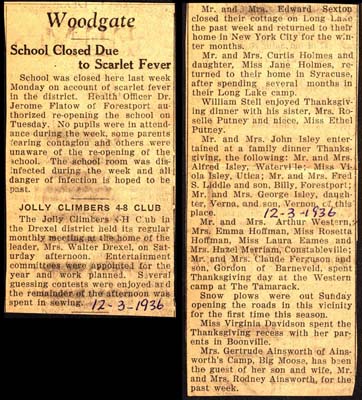 Woodgate
School Closed Due
to Scarlet Fever
School was closed here last week
Monday on account of scarlet fever
in the district. Health Officer Dr.
Jerome Flatow of Forestport au-
thorized re-opening the school on
Tuesday. No pupils were in attend-
ance during the week, some parents
fearing contagion and others were
unaware of the re-opening of the
school. The school room was dis-
infected during the week and all
danger of infection is hoped to be
past.
JOLLY CLIMBERS 4-8 CLUB
The Jolly Climbers 4-H Club in
the Drexel district held its regular
monthly meeting at the home of the
leader, Mrs. Walter Drexel, on Sat-
urday afternoon. Entertainment
committees were appointed for the
year and work planned. Several
guessing contests were enjoyed and
the remainder of the afternoon was
spent in sewing. 12-3-1936
Mr. and Mrs. Edward Sexton
closed their cottage on Long Lake
the past week and returned to their
home in New York City for the win-
ter months.
Mr. and Mrs. Curtis Holmes and
daughter, Miss Jane Holmes, re-
turned to their home in Syracuse,
after spending several months in
their Long Lake camp.
William Stell enjoyed Thanksgiv-
ing dinner with his sister, Mrs. Ro-
selle Putney and niece, Miss Ethel
Putney.
Mr. and Mrs. John Isley enter-
tained at a family dinner Thanks-
giving, the following: Mr. and Mrs.
Alfred Isley, Waterville; Miss Vi-
ola Isley, Utica; Mr. and Mrs. Fred
S. Liddle and son, Billy, Forestport;
Mr. and Mrs. George Isley, daugh-
ter, Verna, and son, Vernon, of this
place. 12-3-1936
Mr. and Mrs. Arthur Western,
Mrs. Emma Hoffman, Miss Rosetta
Hoffman, Miss Laura Eames and
Mrs. Hazel Merriam, Constableville;
Mr. and Mrs. Claude Ferguson and
son, Gordon of Barneveld, spent
Thanksgiving day at the Western
camp at The Tamarack.
Snow plows were out Sunday
opening the roads in this vicinity
for the first time this season.
Miss Virginia Davidson spent the
Thanksgiving recess with her par-
ents in Boonville.
Mrs. Gertrude Ainsworth of Ains-
worth's Camp, Big Moose, has been
the guest of her son and wife, Mr.
and Mrs. Rodney Ainsworth, for the
past week.